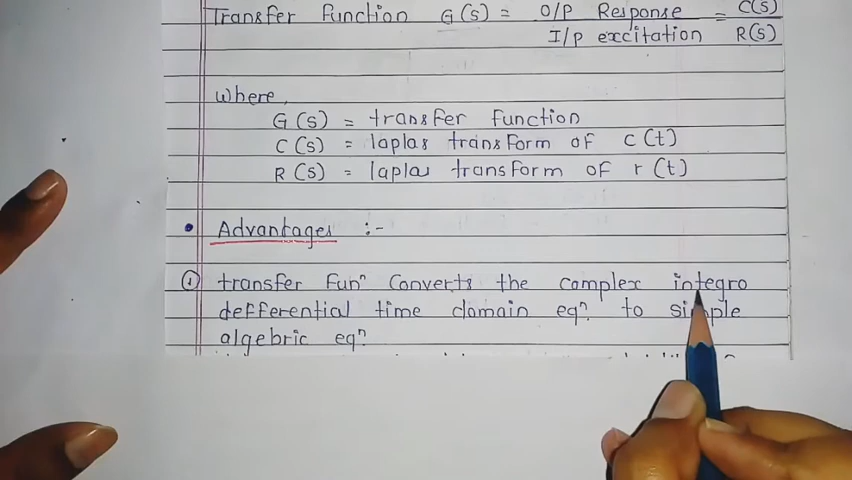 Transfer Function G(s) = O/P Response = C(S)
I/p excitation R(S)
where,
G(S) = transfer function
C(S) = laplas transform of c(t)
R(S) = laplas transform of r(t)
• Advantages :-
① transfer Funⁿ Converts the complex integro
defferential time domain eqⁿ. to simple
algebric eqⁿ.